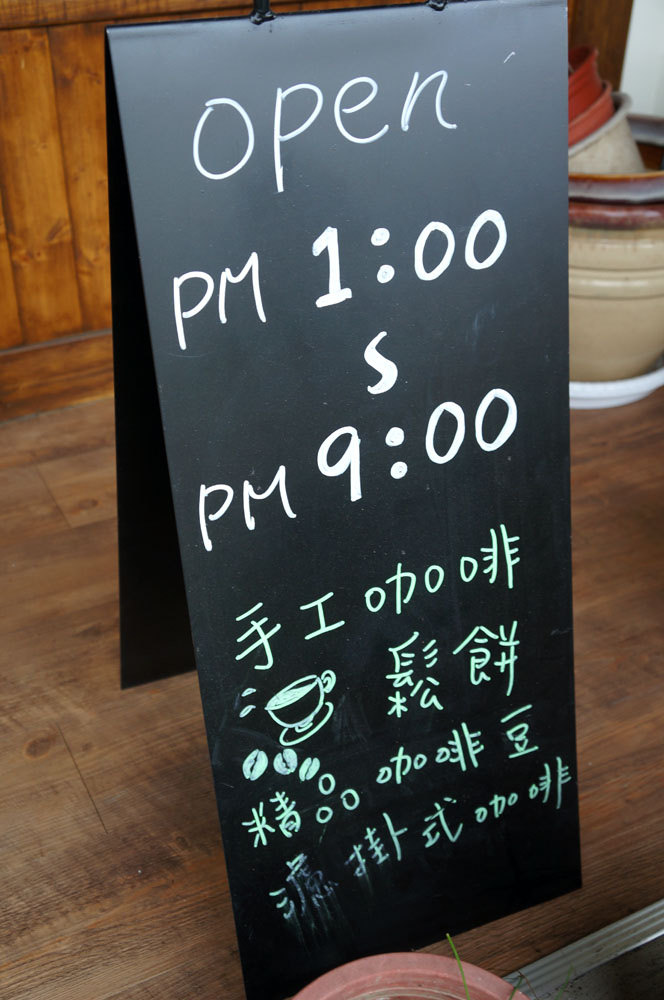 open
PM 1:00
S
PM 9:00
手工咖啡
鬆餅
精品咖啡豆
濾掛式咖啡